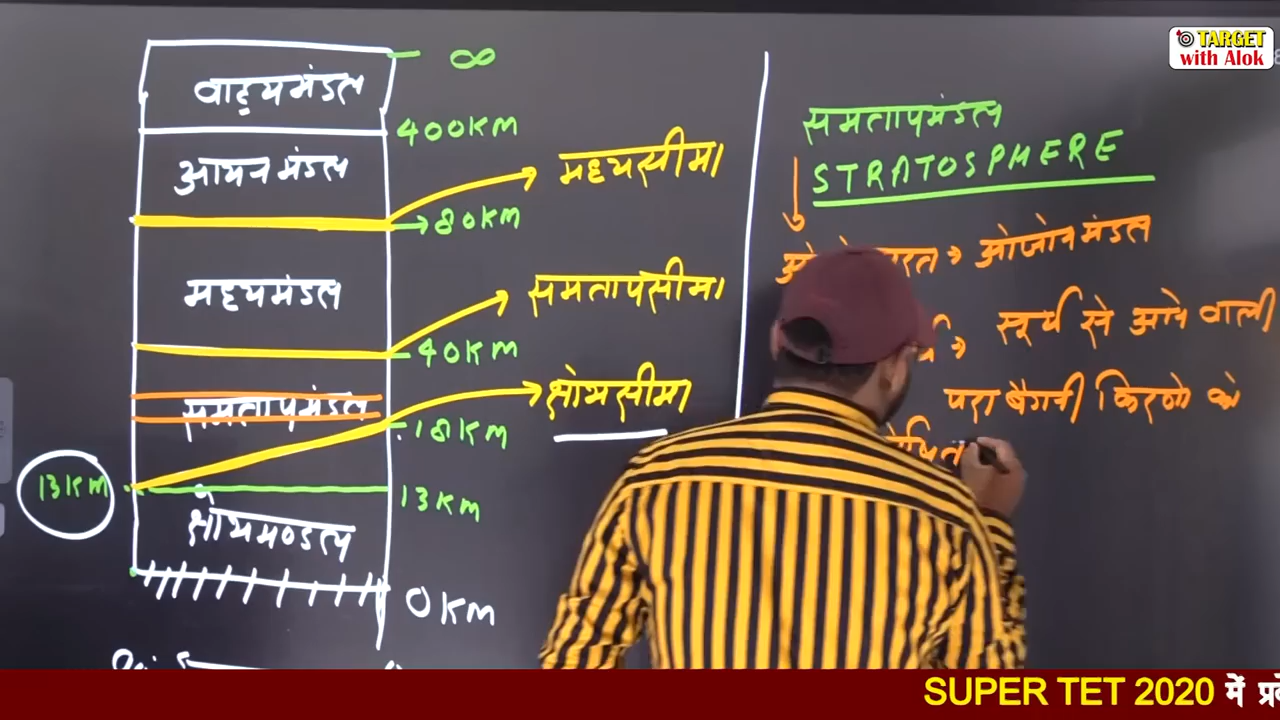 TARGET
with Alok
∞
वाह्यमंडल
400KM
आयनमंडल
मध्यसीमा
80KM
मध्यमंडल
समतापसीमा
40KM
समतापमंडल
क्षोभसीमा
18KM
13KM
13KM
क्षोभमण्डल
0KM
समतापमंडल
STRATOSPHERE
ओजोनमंडल
सूर्य से आने वाली
पराबैगनी किरणो को
SUPER TET 2020 में